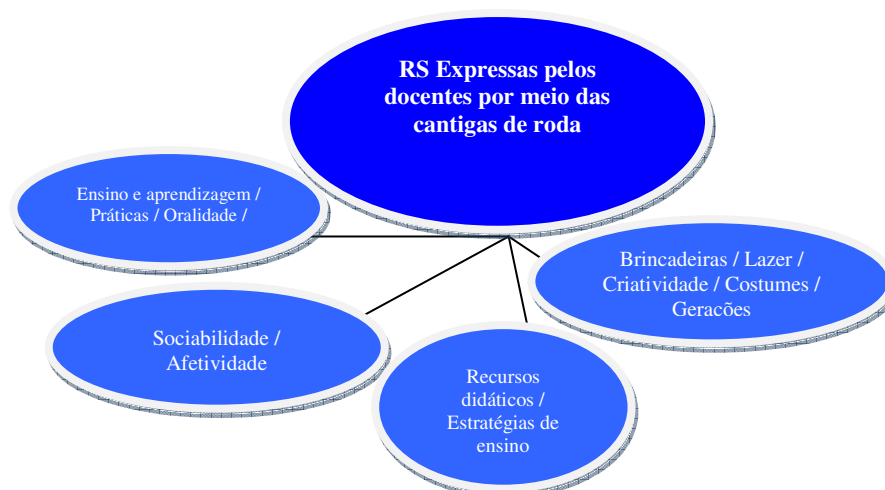 RS Expressas pelos
docentes por meio das
cantigas de roda
Ensino e aprendizagem /
Práticas / Oralidade /
Brincadeiras / Lazer /
Criatividade / Costumes /
Gerações
Sociabilidade /
Afetividade
Recursos
didáticos /
Estratégias de
ensino